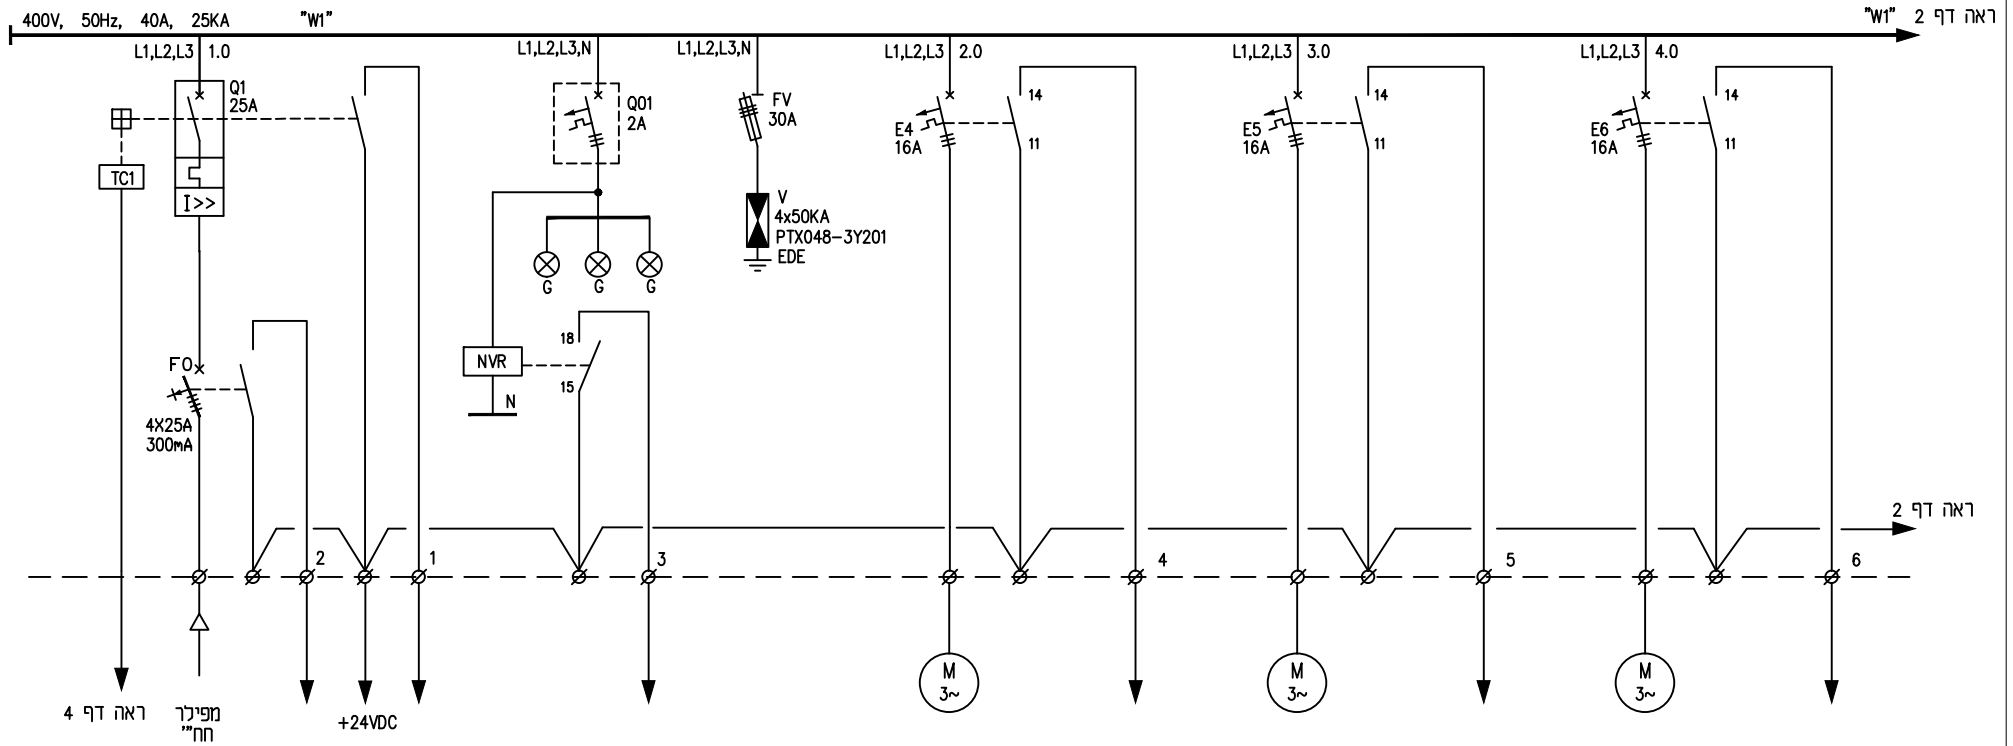 400V, 50Hz, 40A, 25KA
"W1"
"W1" ראה דף 2
L1,L2,L3 1.0
L1,L2,L3,N
L1,L2,L3,N
L1,L2,L3 2.0
L1,L2,L3 3.0
L1,L2,L3 4.0
Q1
25A
Q01
2A
FV
30A
14
14
14
E4
16A
11
E5
16A
11
E6
16A
11
TC1
I>>
V
4x50KA
PTX048-3Y201
EDE
G
G
G
18
NVR
15
N
FO
4X25A
300mA
ראה דף 2
2
1
3
4
5
6
M
3~
M
3~
M
3~
ראה דף 4
מפילר
חח"י
+24VDC